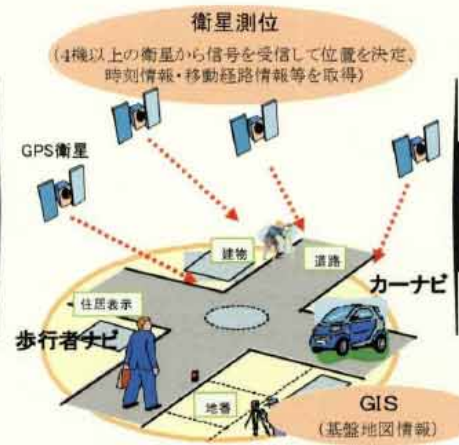 衛星測位
(4機以上の衛星から信号を受信して位置を決定、
時刻情報・移動経路情報等を取得)
GPS衛星
建物
道路
住居表示
カーナビ
歩行者ナビ
地番
GIS
(基盤地図情報)